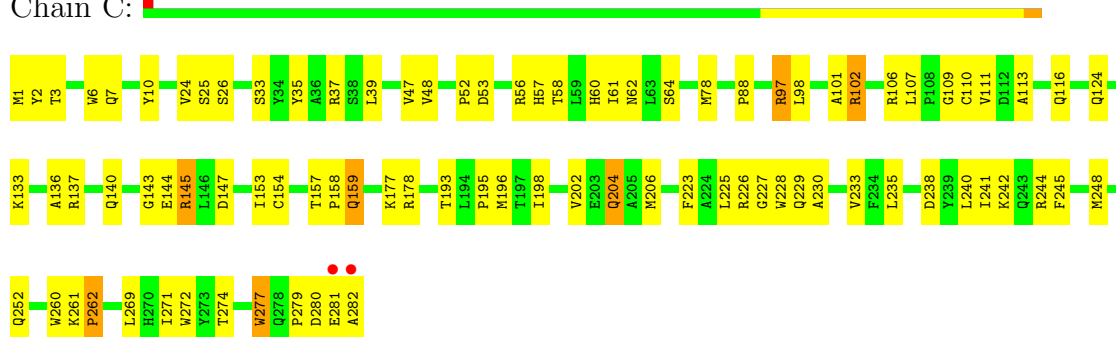 Chain C:
M1 Y2 T3 W6 Q7 Y10 V24 S25 S26 S33 Y34 Y35 A36 R37 S38 L39 V47 V48 P52 D53 R56 H57 T58 L59 H60 I61 N62 L63 S64 M78 P88 R97 L98 A101 R102 R106 L107 P108 G109 C110 V111 D112 A113 Q116 Q124
K133 A136 R137 Q140 G143 E144 R145 L146 D147 I153 C154 T157 P158 Q159 K177 R178 T193 L194 P195 M196 T197 I198 V202 E203 Q204 A205 M206 F223 A224 L225 R226 G227 W228 Q229 A230 V233 F234 L235 D238 Y239 L240 I241 K242 Q243 R244 F245 M248
Q252 W260 K261 P262 L269 H270 I271 W272 Y273 T274 W277 Q278 P279 D280 E281 A282